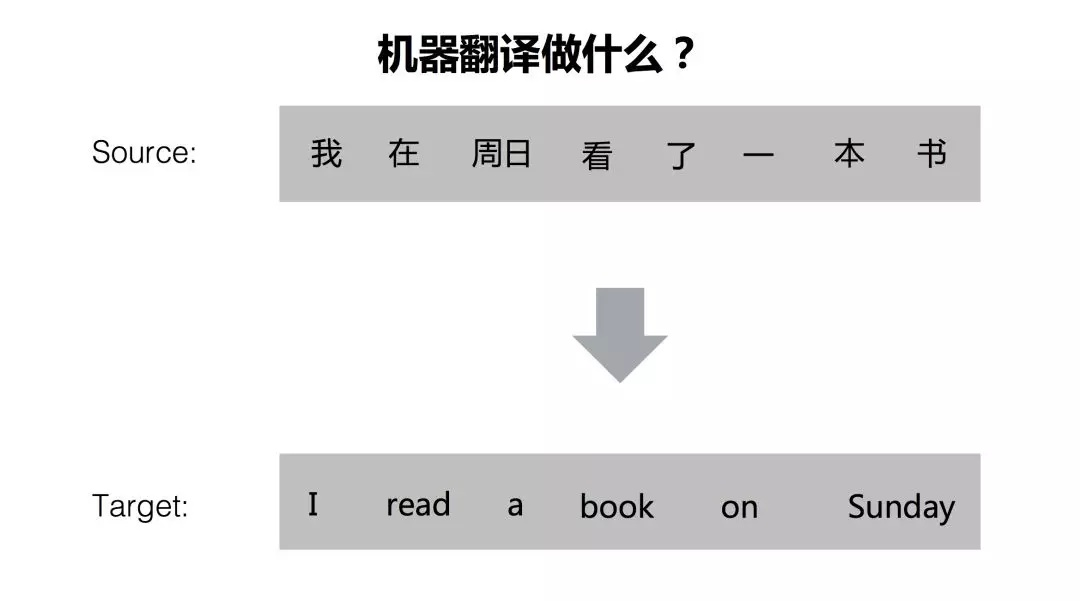 机器翻译做什么？
Source: 我 在 周日 看 了 一 本 书
Target: I read a book on Sunday